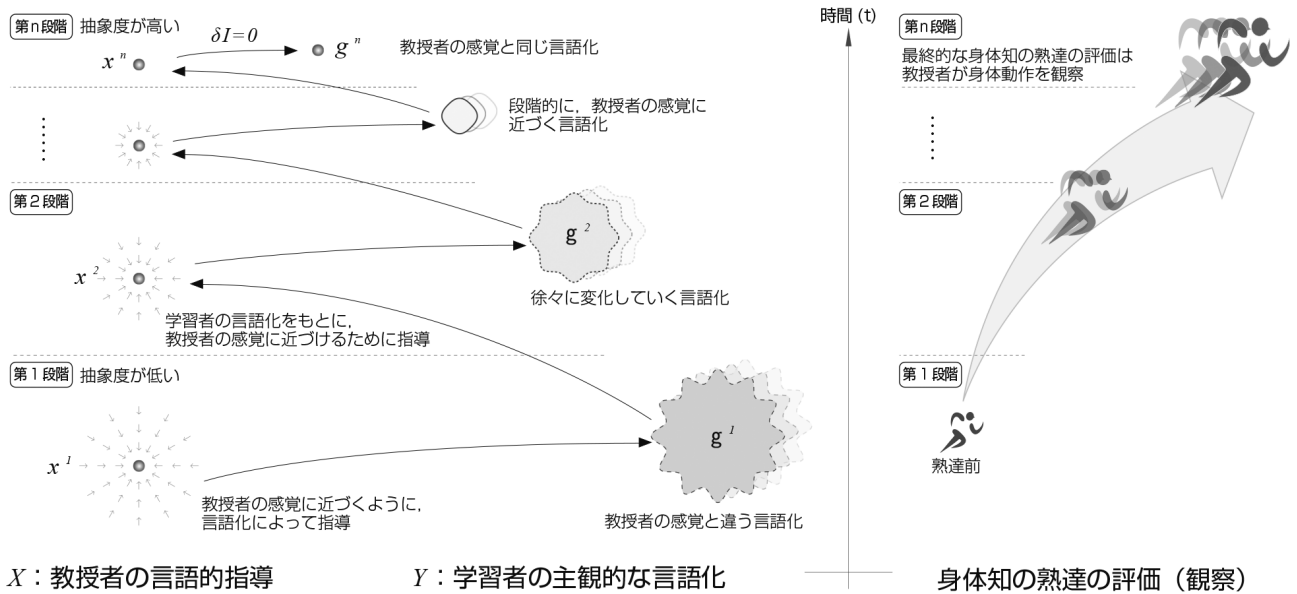 第n段階 抽象度が高い
x n
δI=0
g n
教授者の感覚と同じ言語化
段階的に，教授者の感覚に
近づく言語化
第2段階
x 2
g 2
徐々に変化していく言語化
学習者の言語化をもとに，
教授者の感覚に近づけるために指導
第1段階 抽象度が低い
x 1
g 1
教授者の感覚に近づくように，
言語化によって指導
教授者の感覚と違う言語化
X：教授者の言語的指導
Y：学習者の主観的な言語化
時間（t）
第n段階
最終的な身体知の熟達の評価は
教授者が身体動作を観察
第2段階
第1段階
熟達前
身体知の熟達の評価（観察）